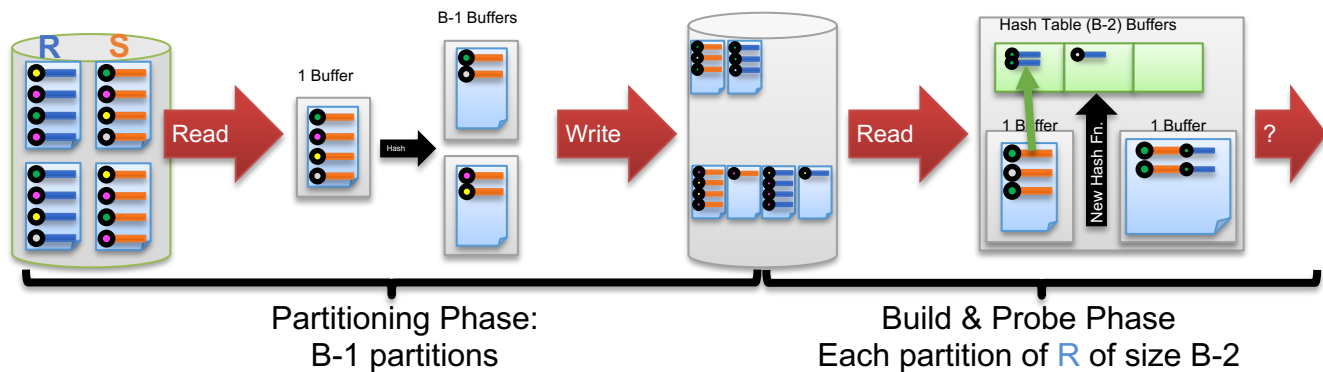 R S
Read
1 Buffer
Hash
B-1 Buffers
Write
Read
Hash Table (B-2) Buffers
1 Buffer
New Hash Fn.
1 Buffer
?
Partitioning Phase:
B-1 partitions
Build & Probe Phase
Each partition of R of size B-2